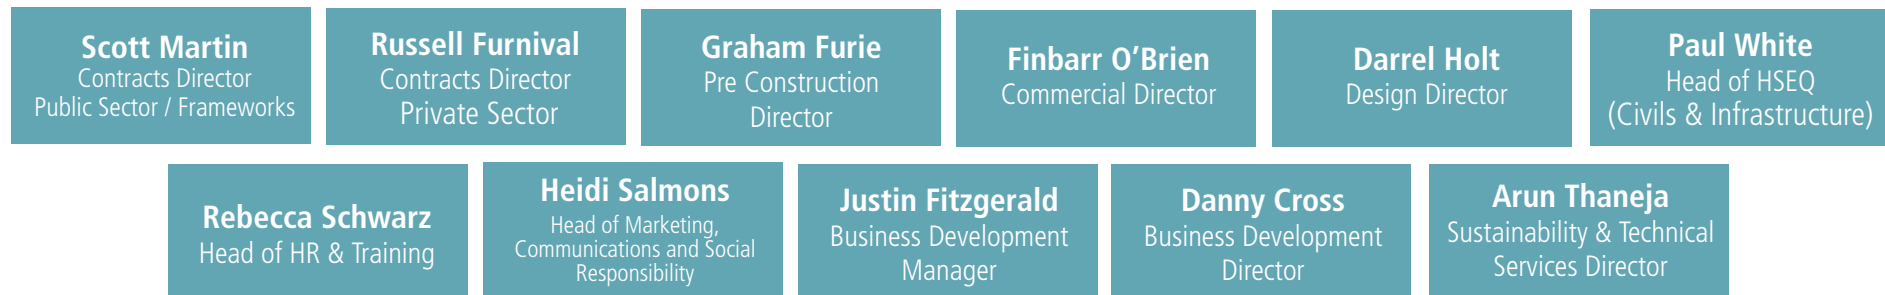 Scott Martin
Contracts Director
Public Sector / Frameworks
Russell Furnival
Contracts Director
Private Sector
Graham Furie
Pre Construction
Director
Finbarr O’Brien
Commercial Director
Darrel Holt
Design Director
Paul White
Head of HSEQ
(Civils & Infrastructure)
Rebecca Schwarz
Head of HR & Training
Heidi Salmons
Head of Marketing,
Communications and Social
Responsibility
Justin Fitzgerald
Business Development
Manager
Danny Cross
Business Development
Director
Arun Thaneja
Sustainability & Technical
Services Director